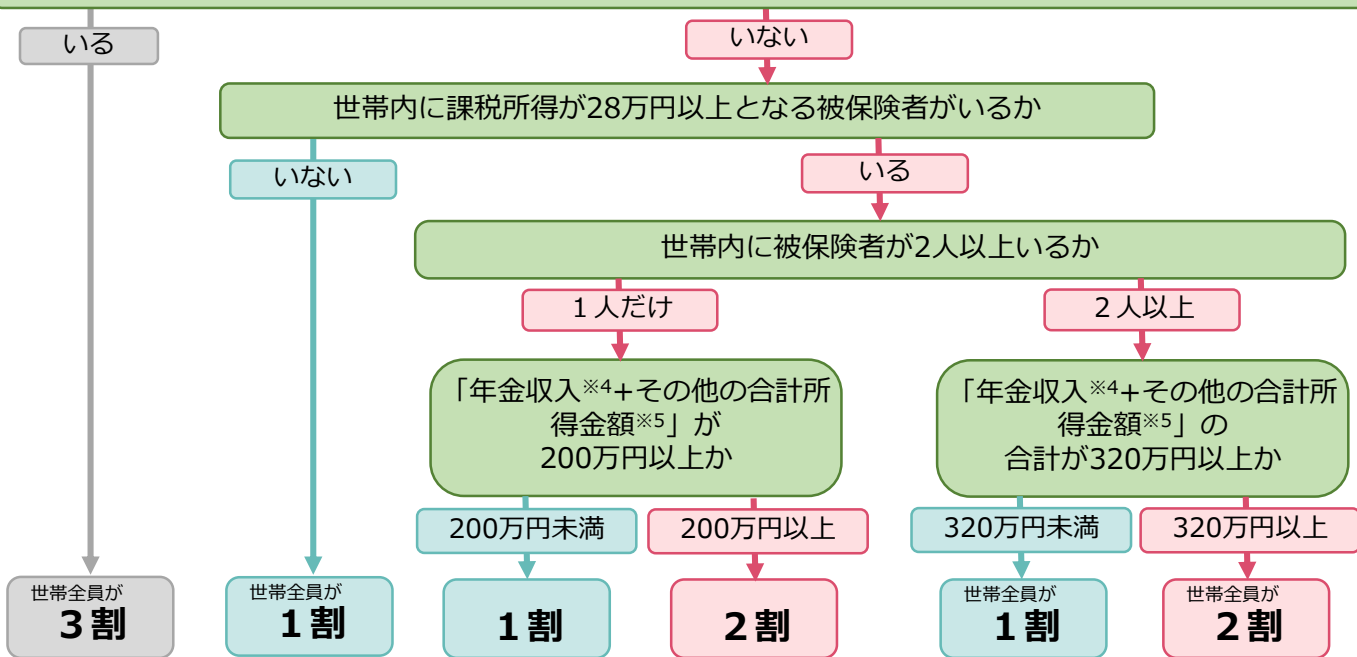 いる
いない
世帯内に課税所得が28万円以上となる被保険者がいるか
いない
いる
世帯内に被保険者が2人以上いるか
１人だけ
２人以上
「年金収入※4+その他の合計所
得金額※5」が
200万円以上か
「年金収入※4+その他の合計所
得金額※5」の
合計が320万円以上か
200万円未満
200万円以上
320万円未満
320万円以上
世帯全員が
３割
世帯全員が
１割
１割
２割
世帯全員が
１割
世帯全員が
２割